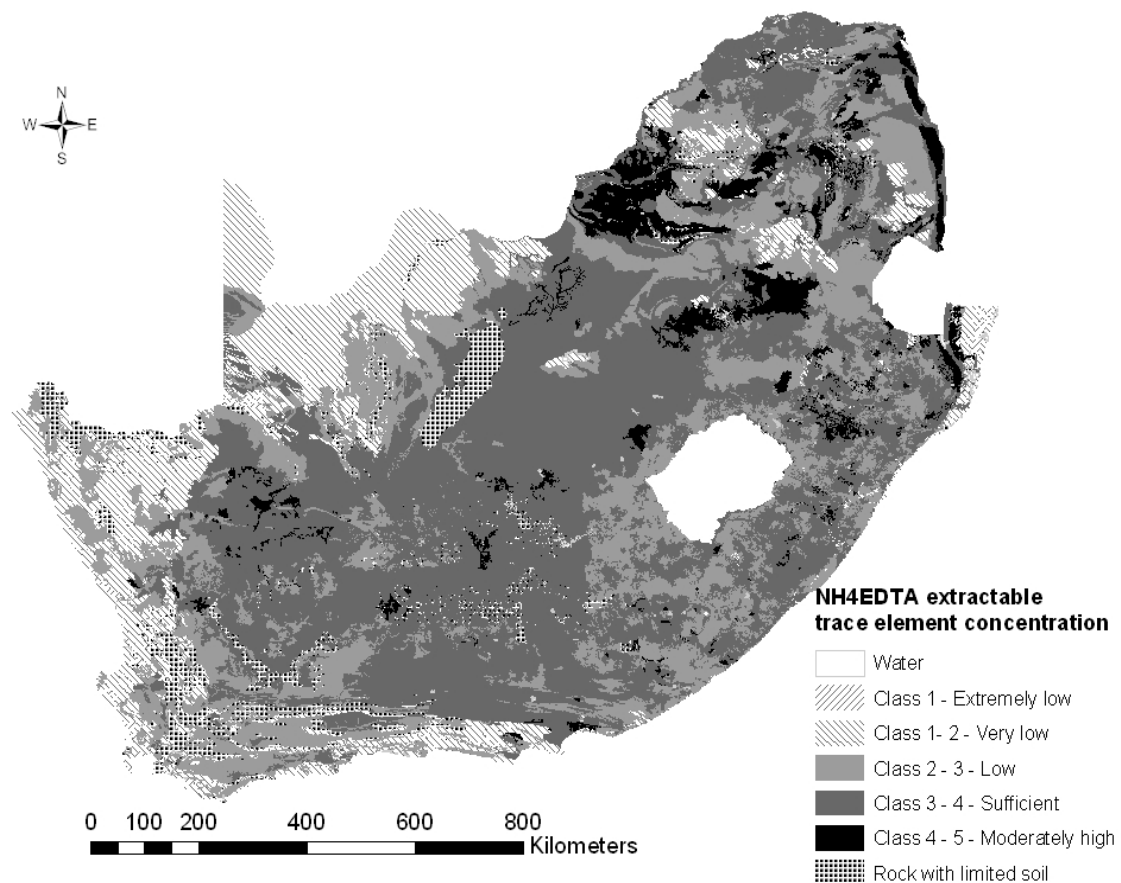 N
W E
S
NH4EDTA extractable
trace element concentration
Water
Class 1 - Extremely low
Class 1- 2 - Very low
Class 2 - 3 - Low
Class 3 - 4 - Sufficient
Class 4 - 5 - Moderately high
Rock with limited soil
0 100 200 400 600 800
Kilometers